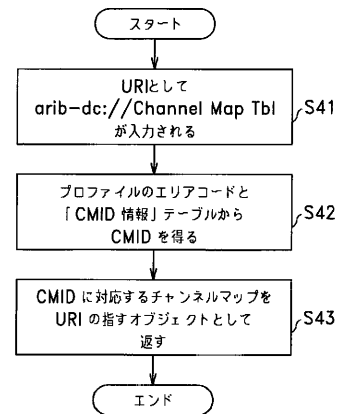 スタート
URIとして
arib-dc://Channel Map Tbl
が入力される
S41
プロファイルのエリアコードと
「CMID 情報」テーブルから
CMID を得る
S42
CMID に対応するチャンネルマップを
URI の指すオブジェクトとして
返す
S43
エンド